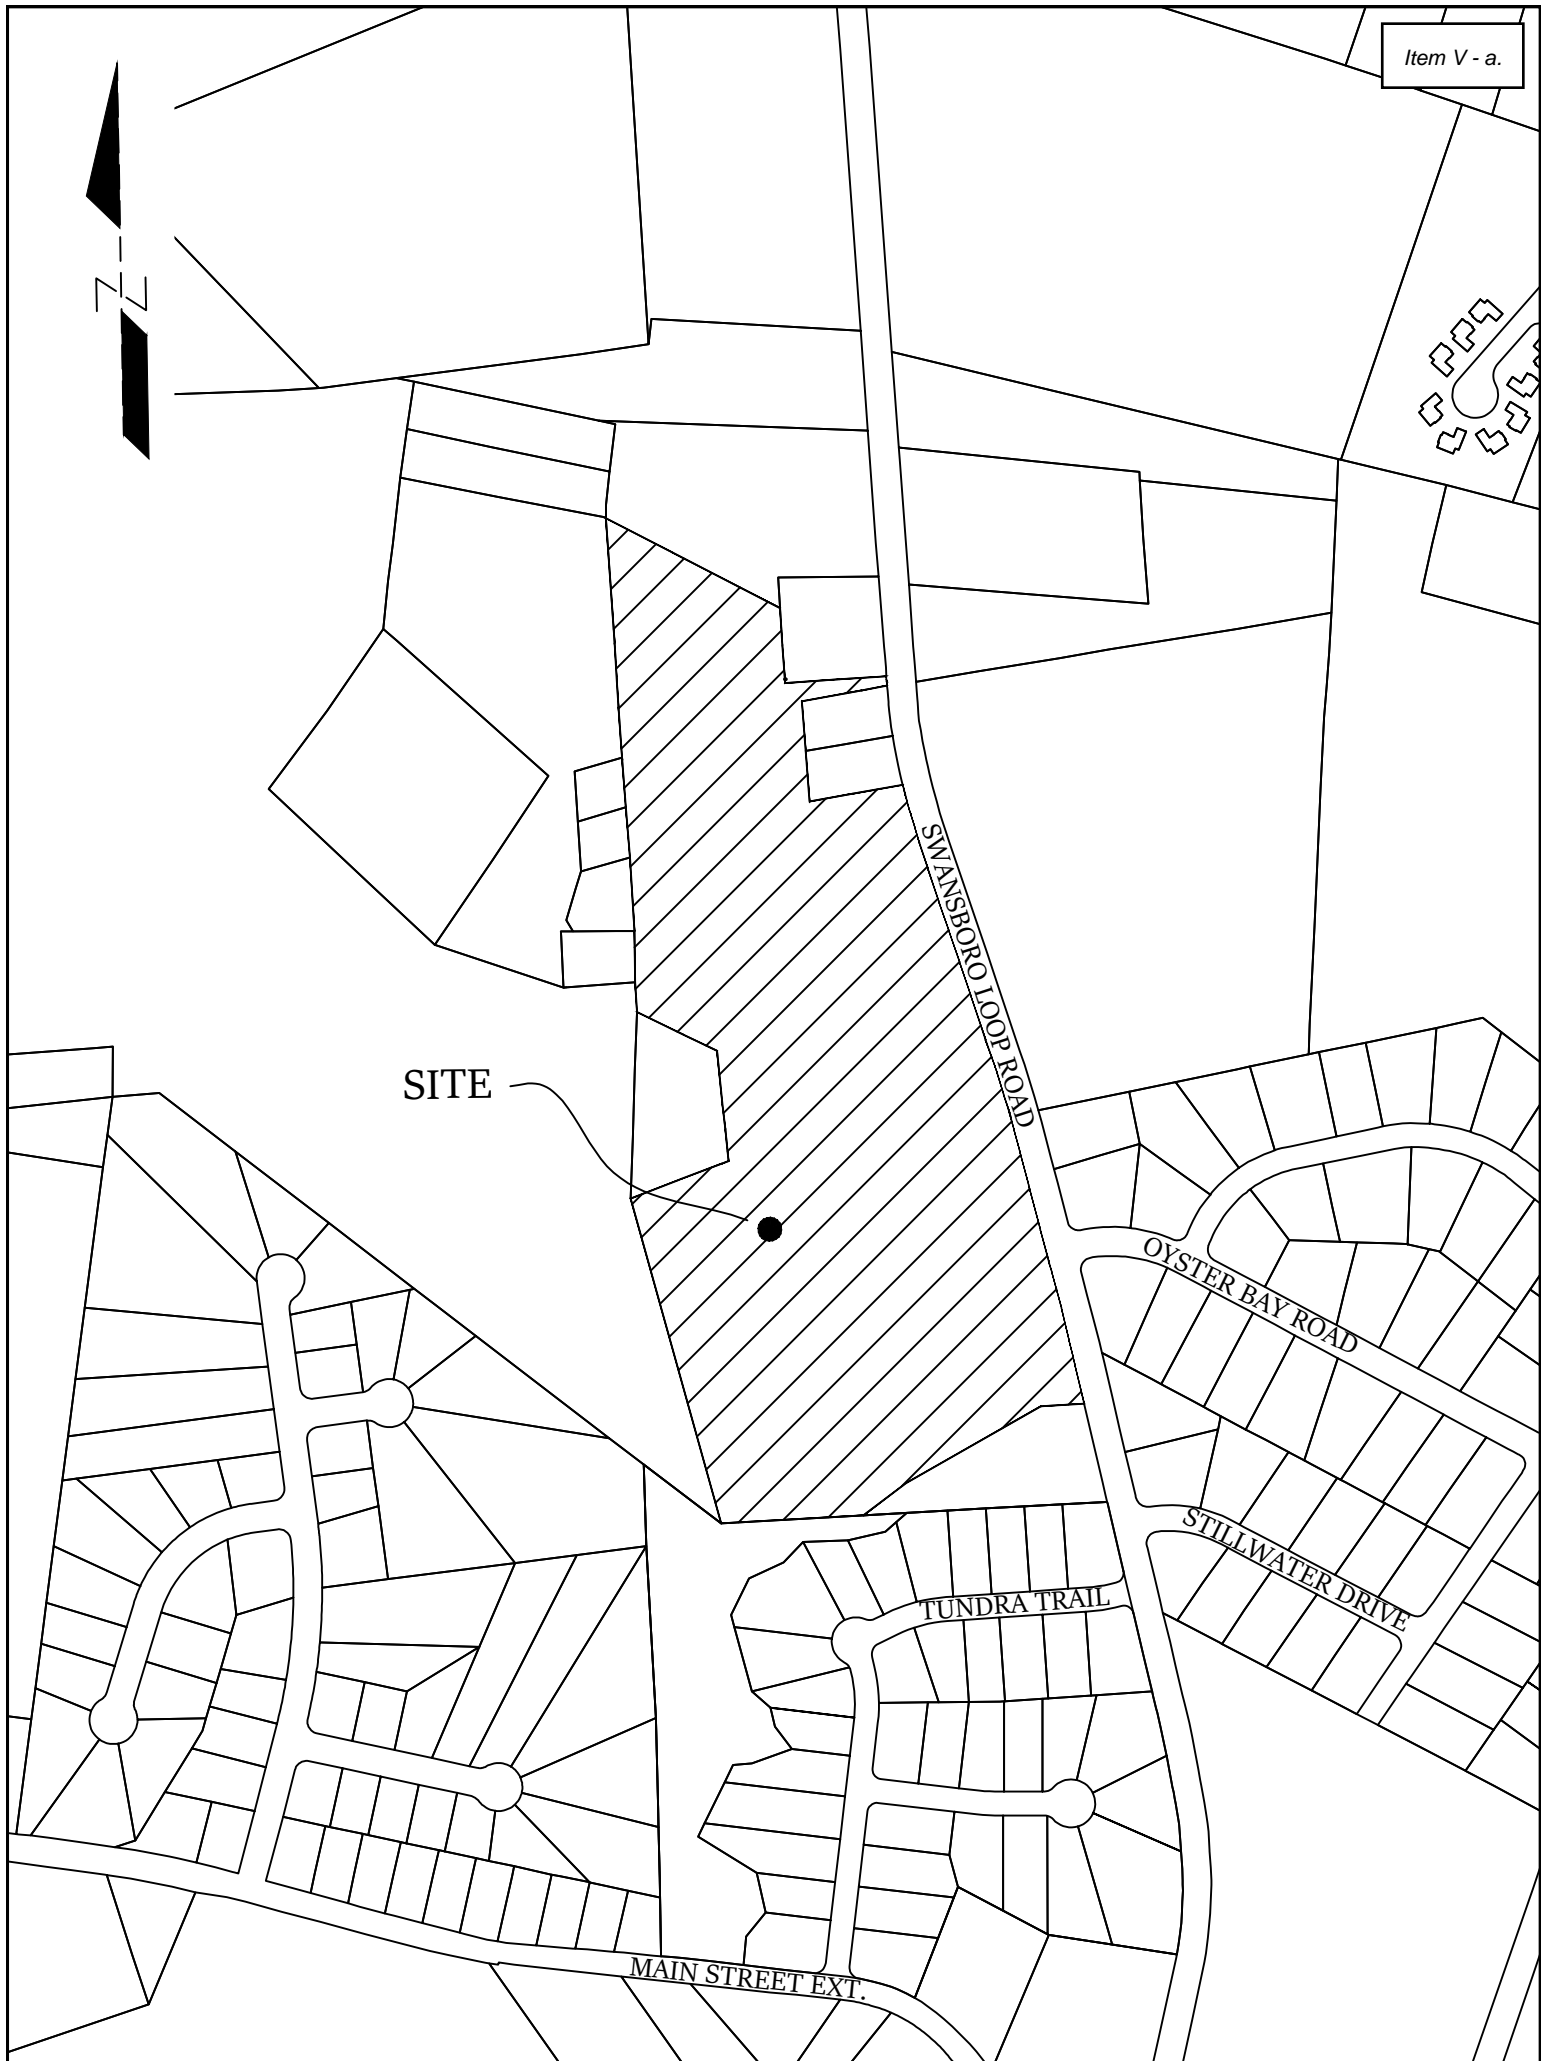 Item V - a.
N
SWANSBORO LOOP ROAD
SITE
OYSTER BAY ROAD
STILLWATER DRIVE
TUNDRA TRAIL
MAIN STREET EXT.